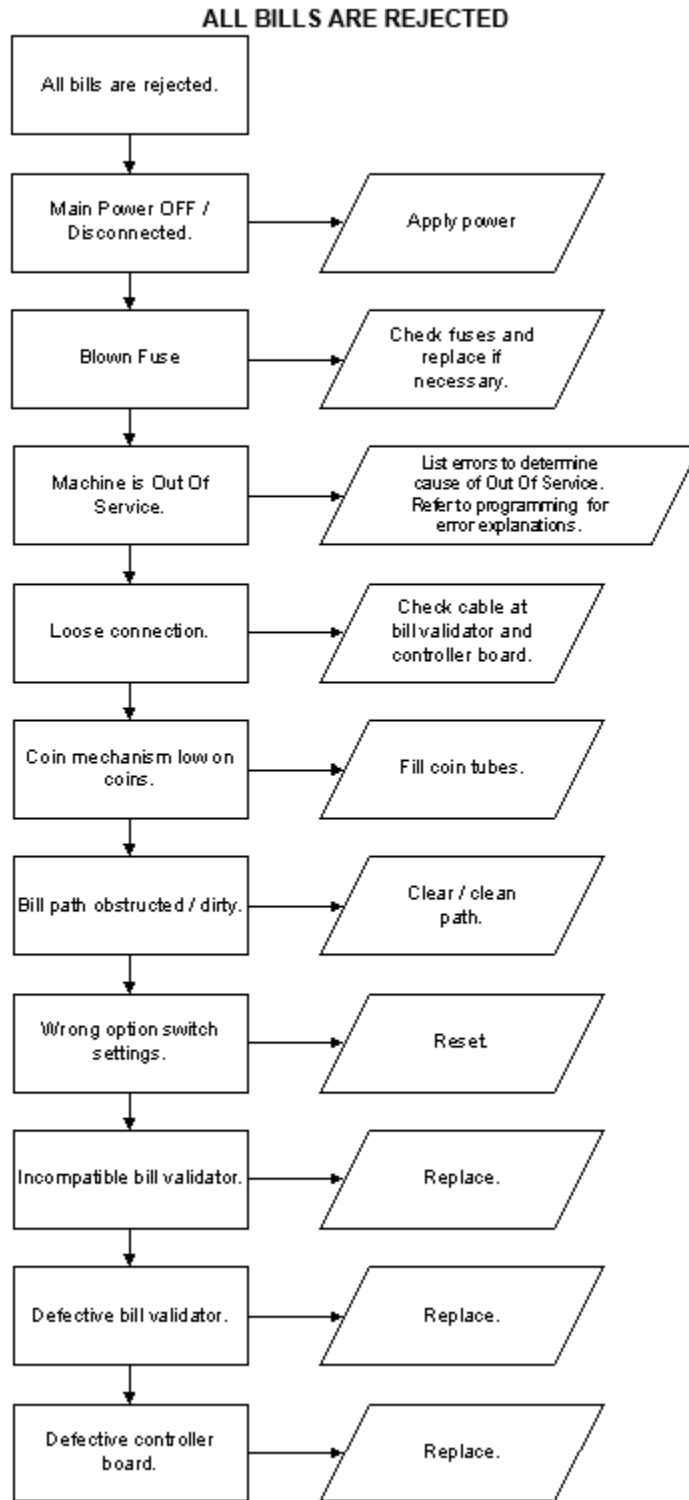 ALL BILLS ARE REJECTED
All bills are rejected.
Main Power OFF /
Disconnected.
Apply power
Blown Fuse
Check fuses and
replace if
necessary.
Machine is Out Of
Service.
List errors to determine
cause of Out Of Service.
Refer to programming for
error explanations.
Loose connection.
Check cable at
bill validator and
controller board.
Coin mechanism low on
coins.
Fill coin tubes.
Bill path obstructed / dirty.
Clear / clean
path.
Wrong option switch
settings.
Reset.
Incompatible bill validator.
Replace.
Defective bill validator.
Replace.
Defective controller
board.
Replace.